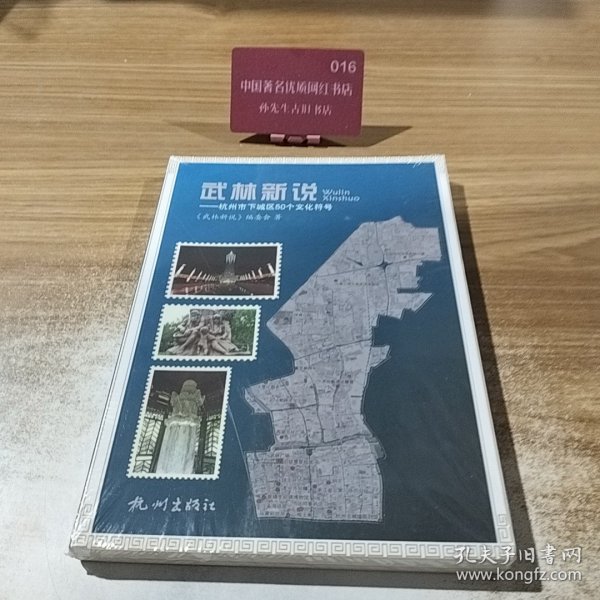 016
中国著名优质网红书店
孙先生古旧书店
武林新说
Wulin
Xinshuo
——杭州市下城区50个文化符号
《武林新说》编委会 著
杭州出版社
孔夫子旧书网
www.kongfz.com